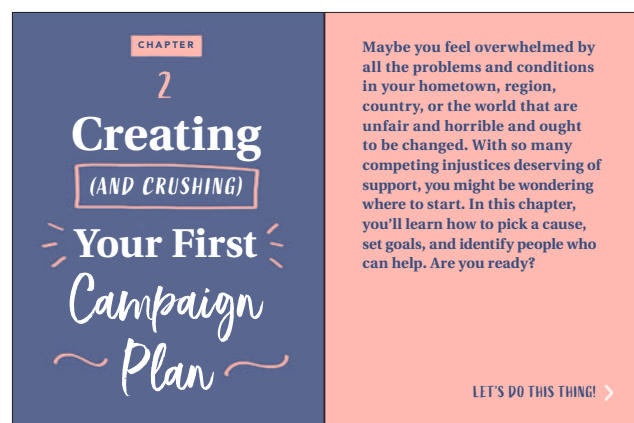 CHAPTER
2
Creating
(AND CRUSHING)
Your First
Campaign
Plan
Maybe you feel overwhelmed by
all the problems and conditions
in your hometown, region,
country, or the world that are
unfair and horrible and ought
to be changed. With so many
competing injustices deserving of
support, you might be wondering
where to start. In this chapter,
you’ll learn how to pick a cause,
set goals, and identify people who
can help. Are you ready?
LET’S DO THIS THING!